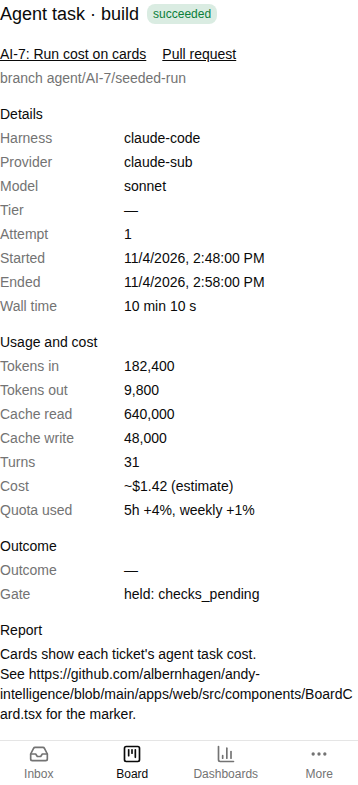 Agent task · build succeeded
AI-7: Run cost on cards Pull request
branch agent/AI-7/seeded-run
Details
Harness claude-code
Provider claude-sub
Model sonnet
Tier —
Attempt 1
Started 11/4/2026, 2:48:00 PM
Ended 11/4/2026, 2:58:00 PM
Wall time 10 min 10 s
Usage and cost
Tokens in 182,400
Tokens out 9,800
Cache read 640,000
Cache write 48,000
Turns 31
Cost ~$1.42 (estimate)
Quota used 5h +4%, weekly +1%
Outcome
Outcome —
Gate held: checks_pending
Report
Cards show each ticket's agent task cost.
See https://github.com/albernhagen/andy-
intelligence/blob/main/apps/web/src/components/BoardC
ard.tsx for the marker.
Inbox Board Dashboards More